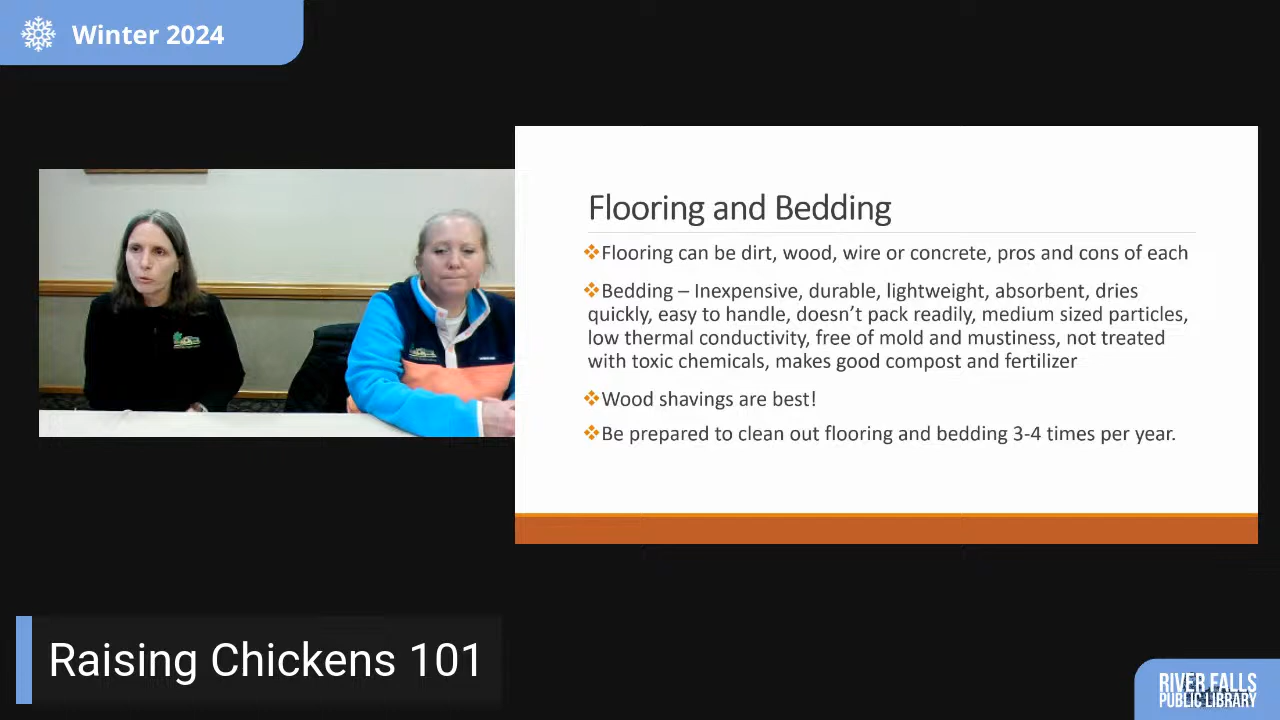 Winter 2024
Flooring and Bedding
❖Flooring can be dirt, wood, wire or concrete, pros and cons of each
❖Bedding – Inexpensive, durable, lightweight, absorbent, dries
quickly, easy to handle, doesn’t pack readily, medium sized particles,
low thermal conductivity, free of mold and mustiness, not treated
with toxic chemicals, makes good compost and fertilizer
❖Wood shavings are best!
❖Be prepared to clean out flooring and bedding 3-4 times per year.
Raising Chickens 101
RIVER FALLS
PUBLIC LIBRARY